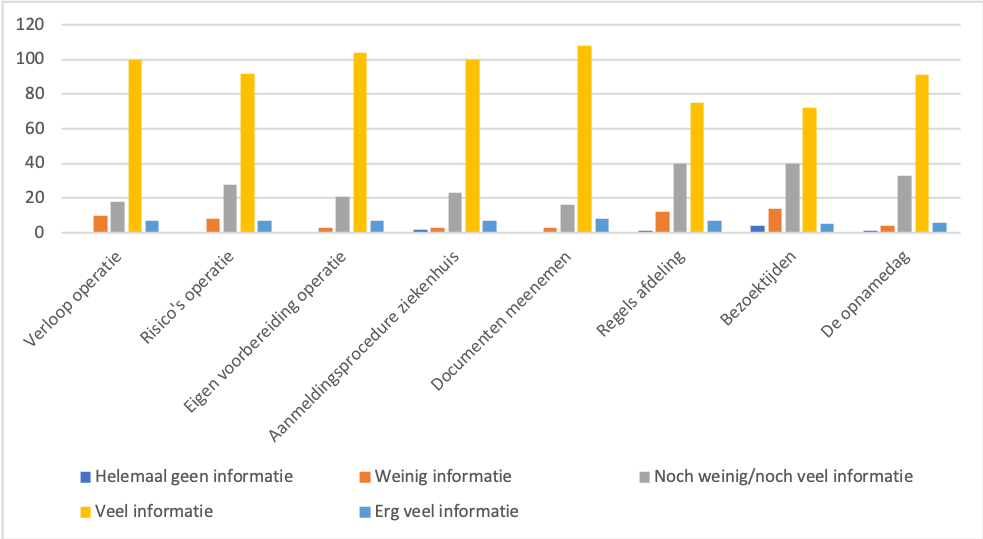 120
100
80
60
40
20
0
Verloop operatie
Risico's operatie
Eigen voorbereiding operatie
Aanmeldingsprocedure ziekenhuis
Documenten meenemen
Regels afdeling
Bezoektijden
De opnamedag
Helemaal geen informatie
Weinig informatie
Noch weinig/noch veel informatie
Veel informatie
Erg veel informatie